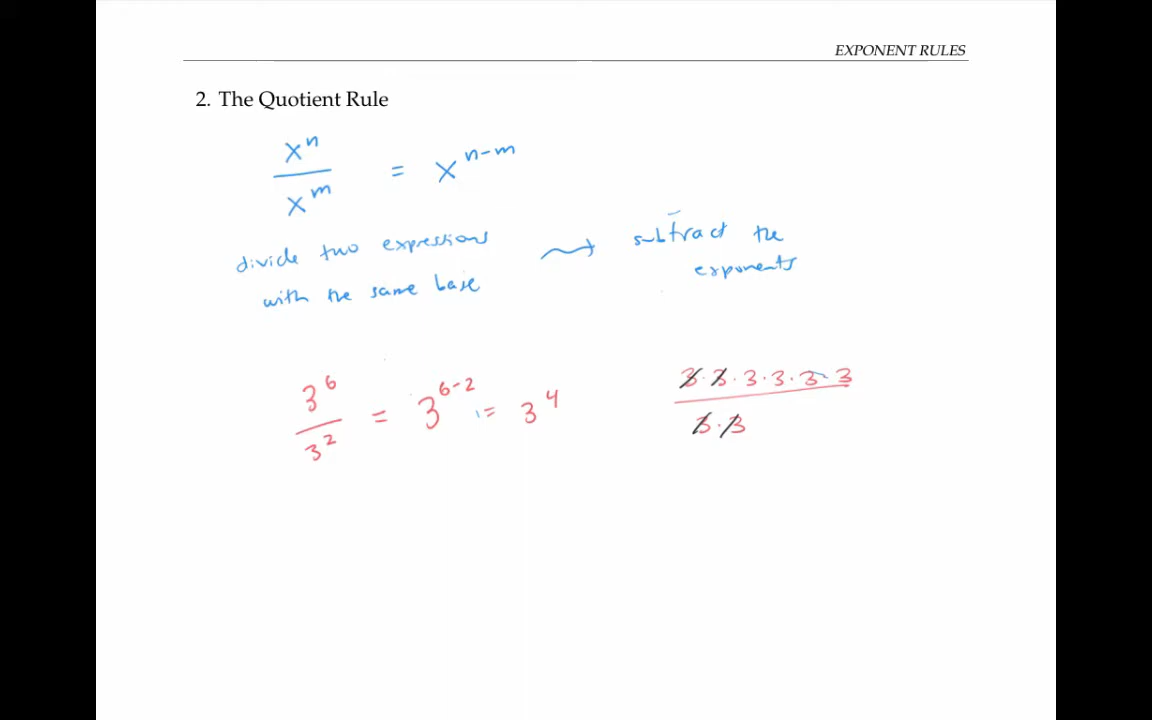 EXPONENT RULES
2. The Quotient Rule
x^n / x^m = x^(n-m)
divide two expressions ⇝ subtract the
with the same base exponents
3^6 / 3^2 = 3^(6-2) = 3^4
3·3·3·3·3·3 / 3·3